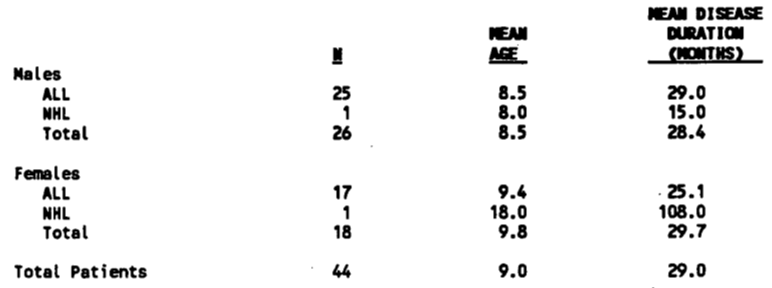 MEAN DISEASE
MEAN DURATION
N AGE (MONTHS)
Males
ALL 25 8.5 29.0
NHL 1 8.0 15.0
Total 26 8.5 28.4
Females
ALL 17 9.4 25.1
NHL 1 18.0 108.0
Total 18 9.8 29.7
Total Patients 44 9.0 29.0